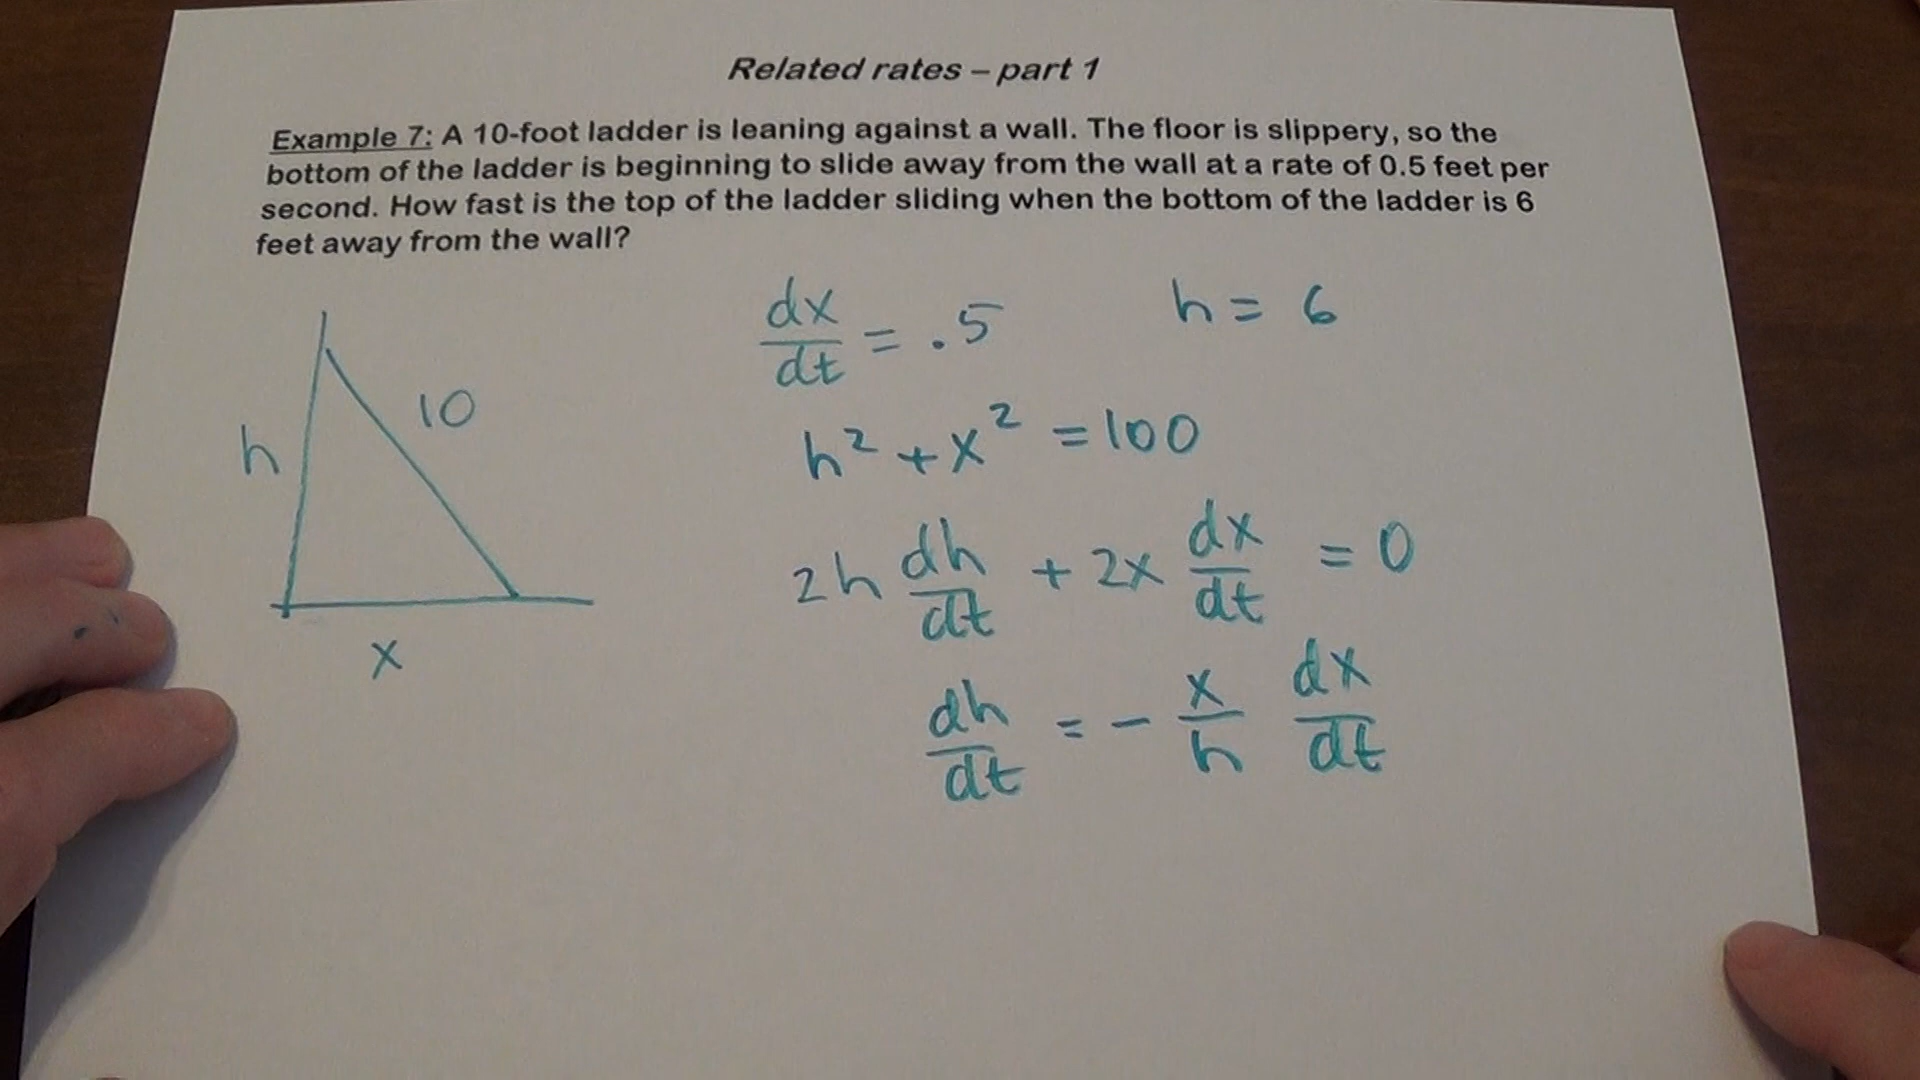 Related rates – part 1
Example 7: A 10-foot ladder is leaning against a wall. The floor is slippery, so the
bottom of the ladder is beginning to slide away from the wall at a rate of 0.5 feet per
second. How fast is the top of the ladder sliding when the bottom of the ladder is 6
feet away from the wall?
dx/dt = .5 h = 6
10
h
h² + x² = 100
2h dh/dt + 2x dx/dt = 0
x
dh/dt = - x/h dx/dt